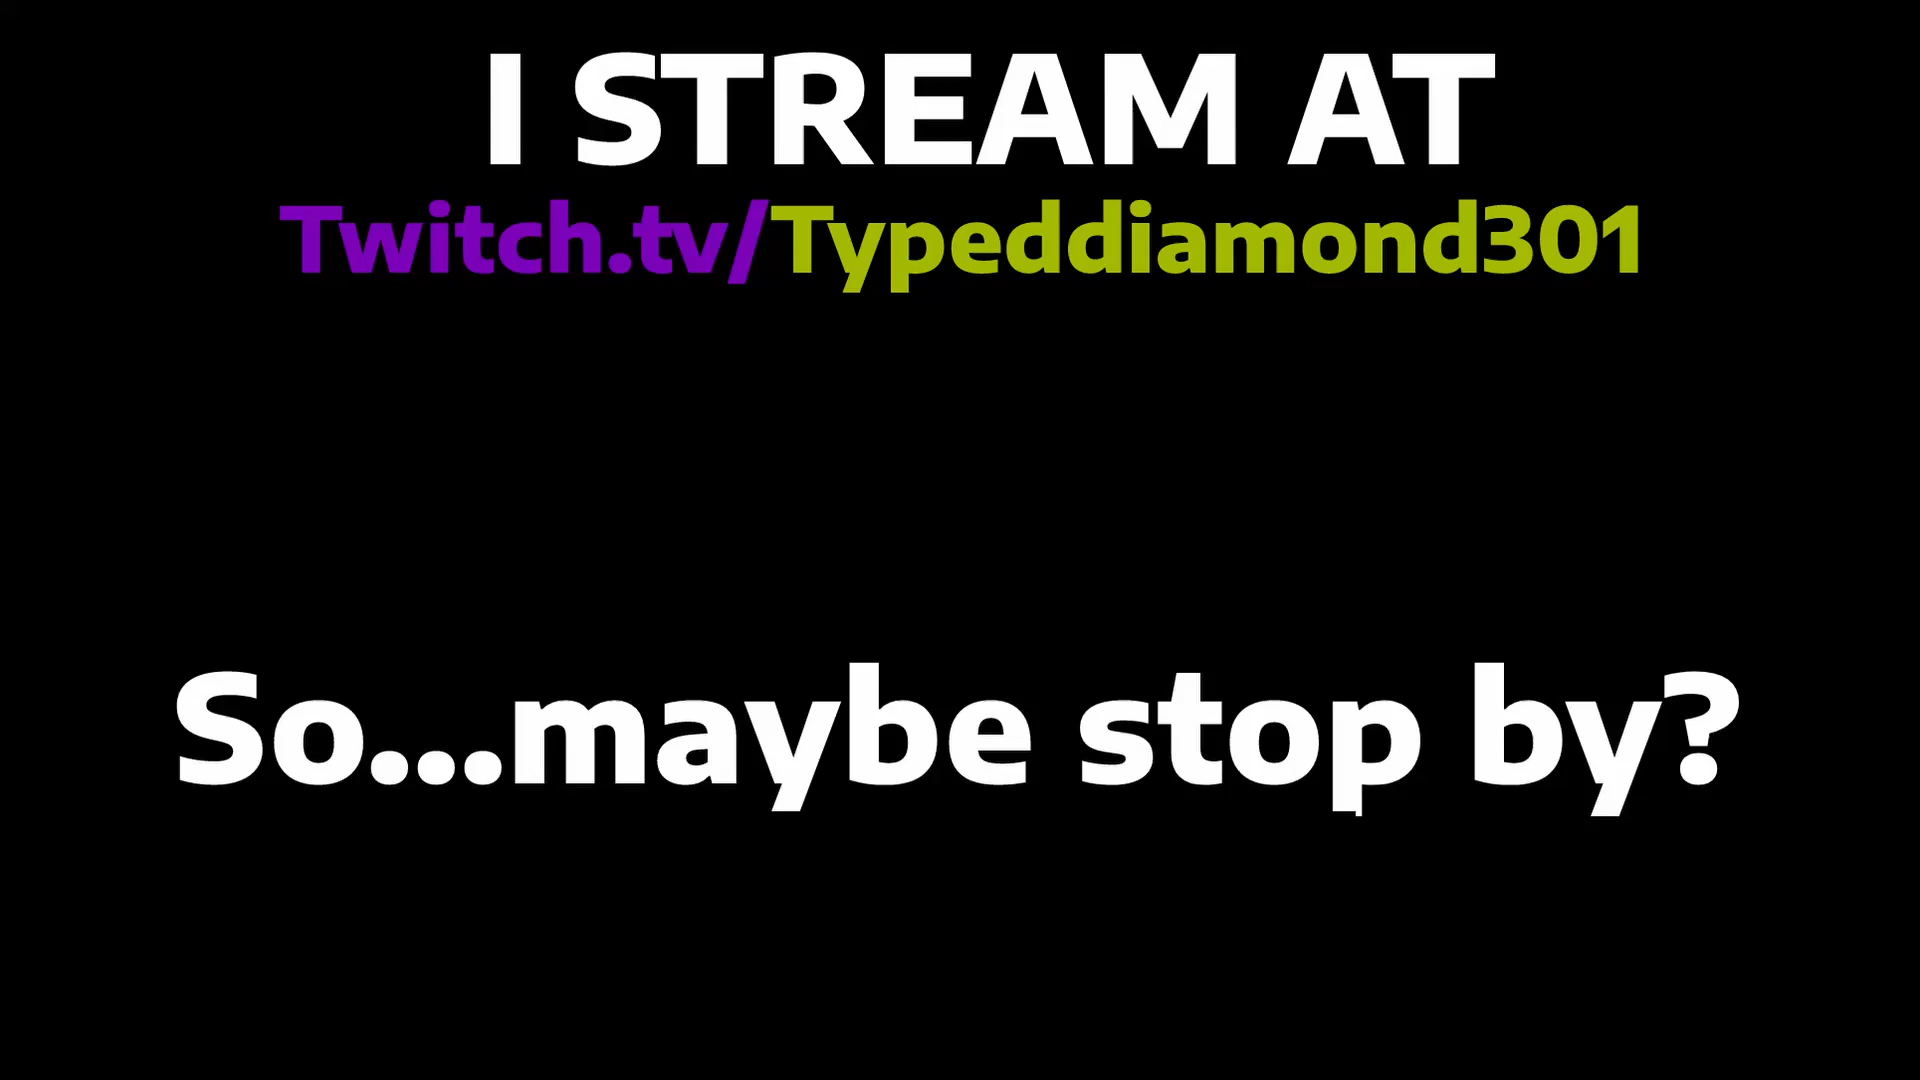 I STREAM AT
Twitch.tv/Typeddiamond301
So...maybe stop by?